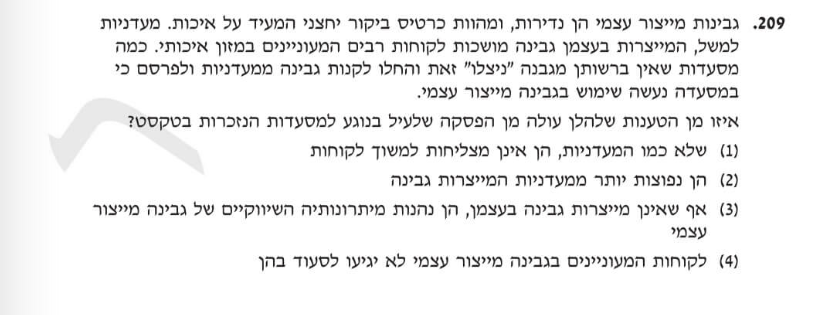 209. גבינות מייצור עצמי הן נדירות, ומהוות כרטיס ביקור יחצני המעיד על איכות. מעדניות
למשל, המייצרות בעצמן גבינה מושכות לקוחות רבים המעוניינים במזון איכותי. כמה
מסעדות שאין ברשותן מגבנה "ניצלו" זאת והחלו לקנות גבינה ממעדניות ולפרסם כי
במסעדה נעשה שימוש בגבינה מייצור עצמי.
איזו מן הטענות שלהלן עולה מן הפסקה שלעיל בנוגע למסעדות הנזכרות בטקסט?
(1) שלא כמו המעדניות, הן אינן מצליחות למשוך לקוחות
(2) הן נפוצות יותר ממעדניות המייצרות גבינה
(3) אף שאינן מייצרות גבינה בעצמן, הן נהנות מיתרונותיה השיווקיים של גבינה מייצור
עצמי
(4) לקוחות המעוניינים בגבינה מייצור עצמי לא יגיעו לסעוד בהן